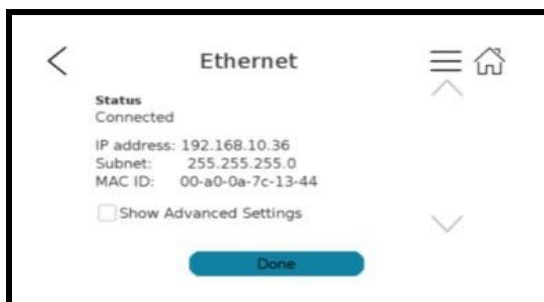 Ethernet
Status
Connected
IP address: 192.168.10.36
Subnet: 255.255.255.0
MAC ID: 00-a0-0a-7c-13-44
Show Advanced Settings
Done